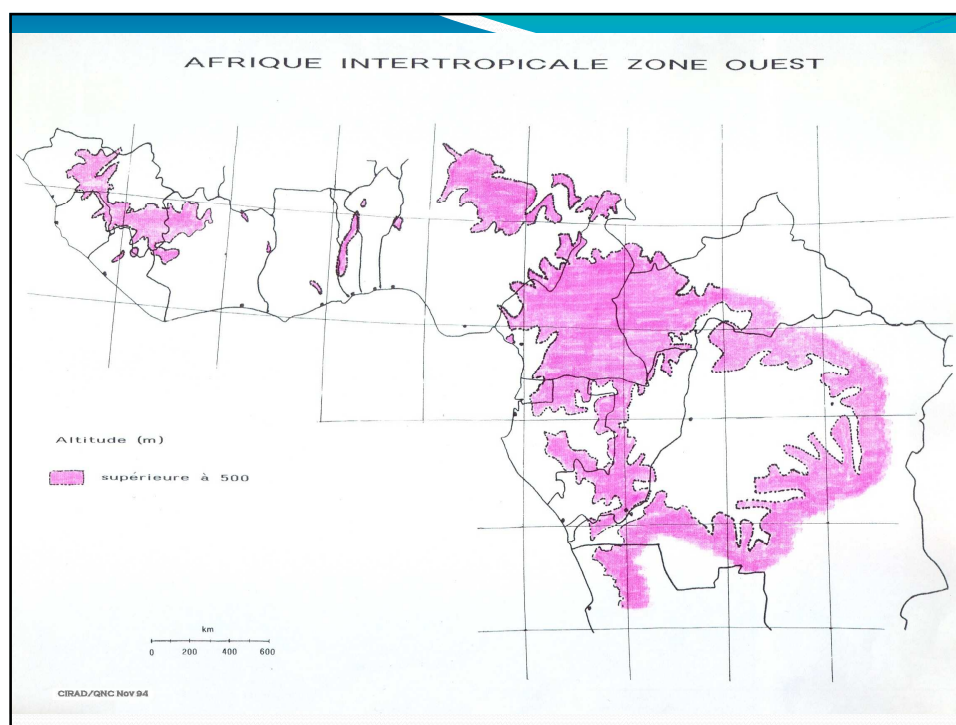 AFRIQUE INTERTROPICALE ZONE OUEST
Altitude (m)
supérieure à 500
km
0 200 400 600
CIRAD/QNC Nov 94